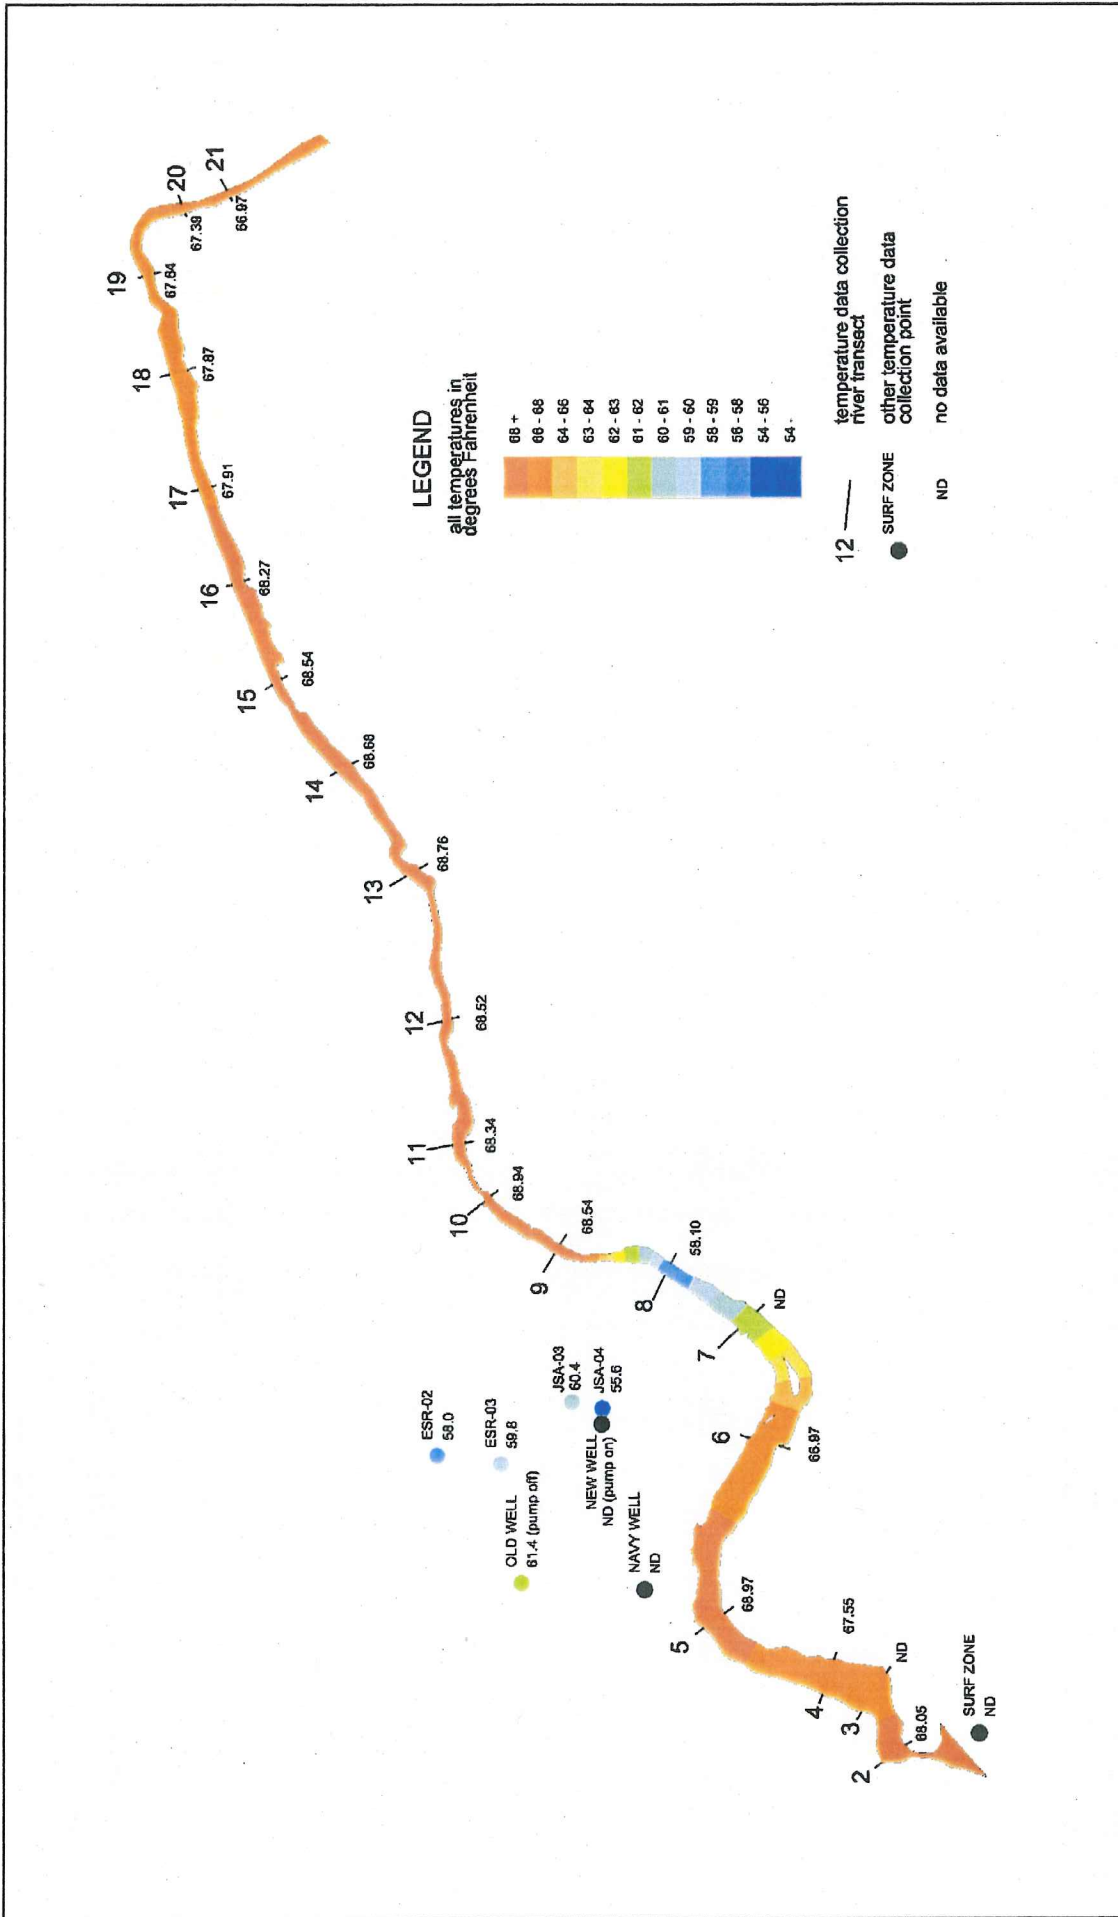 19
67.64
20
67.39
21
66.97
18
67.87
17
67.91
16
68.27
15
68.54
14
68.68
13
68.76
12
68.52
11
68.34
10
68.94
9
68.54
8
58.10
7
ND
6
66.97
5
68.97
4
67.55
3
ND
2
68.05
SURF ZONE
ND
ESR-02
58.0
ESR-03
59.8
OLD WELL
61.4 (pump off)
JSA-03
60.4
JSA-04
55.6
NEW WELL
ND (pump on)
NAVY WELL
ND
LEGEND
all temperatures in
degrees Fahrenheit
68 +
66 - 68
64 - 66
63 - 64
62 - 63
61 - 62
60 - 61
59 - 60
58 - 59
56 - 58
54 - 56
54 -
12
temperature data collection
river transect
SURF ZONE
other temperature data
collection point
ND
no data available